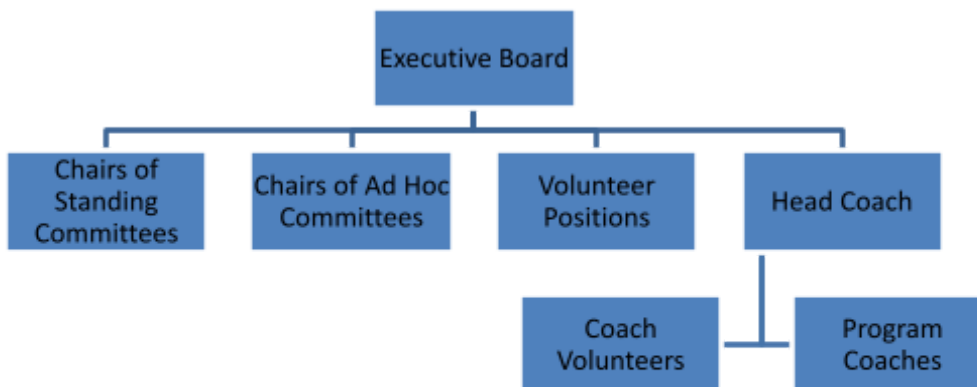 Executive Board
Chairs of
Standing
Committees
Chairs of Ad Hoc
Committees
Volunteer
Positions
Head Coach
Coach
Volunteers
Program
Coaches